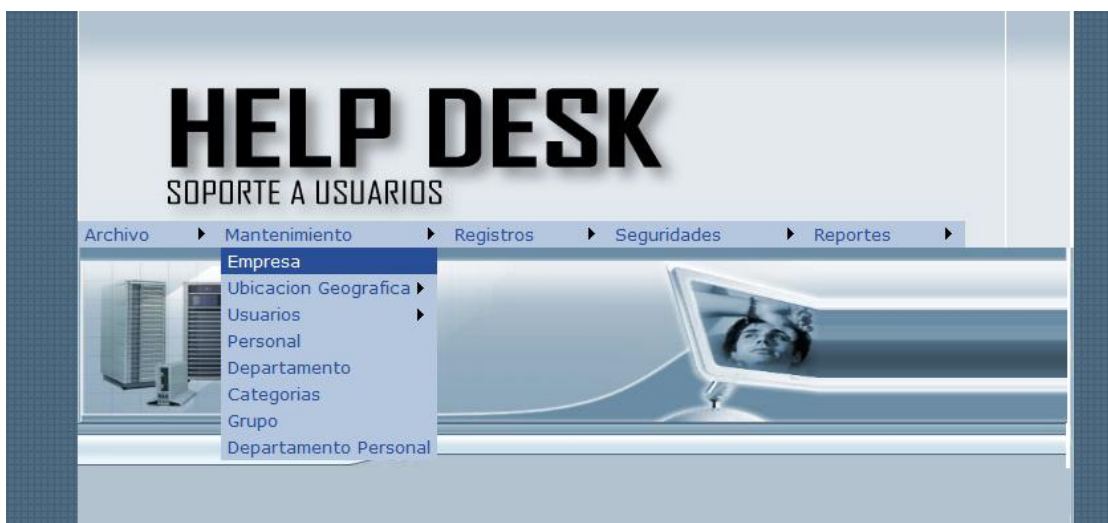 HELP DESK
SOPORTE A USUARIOS
Archivo Mantenimiento Registros Seguridades Reportes
Empresa
Ubicacion Geografica
Usuarios
Personal
Departamento
Categorias
Grupo
Departamento Personal